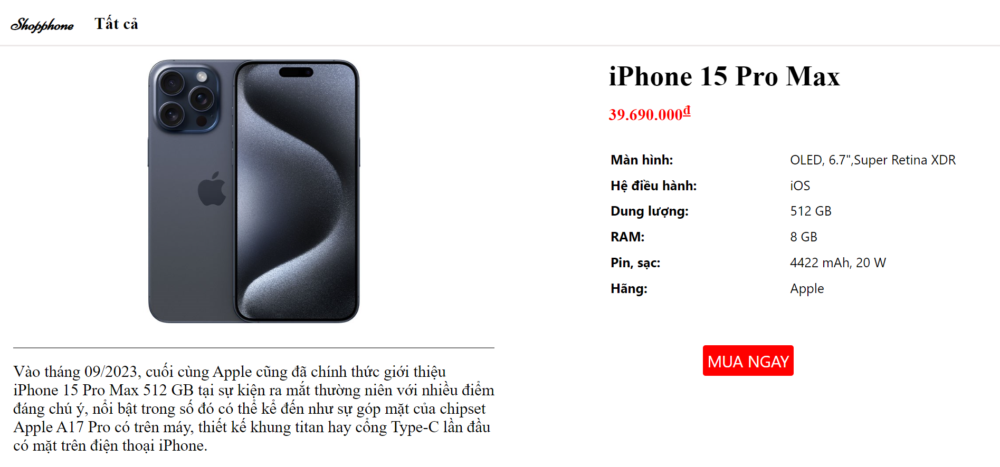 Shopphone
Tất cả
iPhone 15 Pro Max
39.690.000₫
Màn hình: OLED, 6.7",Super Retina XDR
Hệ điều hành: iOS
Dung lượng: 512 GB
RAM: 8 GB
Pin, sạc: 4422 mAh, 20 W
Hãng: Apple
MUA NGAY
Vào tháng 09/2023, cuối cùng Apple cũng đã chính thức giới thiệu
iPhone 15 Pro Max 512 GB tại sự kiện ra mắt thường niên với nhiều điểm
đáng chú ý, nổi bật trong số đó có thể kể đến như sự góp mặt của chipset
Apple A17 Pro có trên máy, thiết kế khung titan hay cổng Type-C lần đầu
có mặt trên điện thoại iPhone.